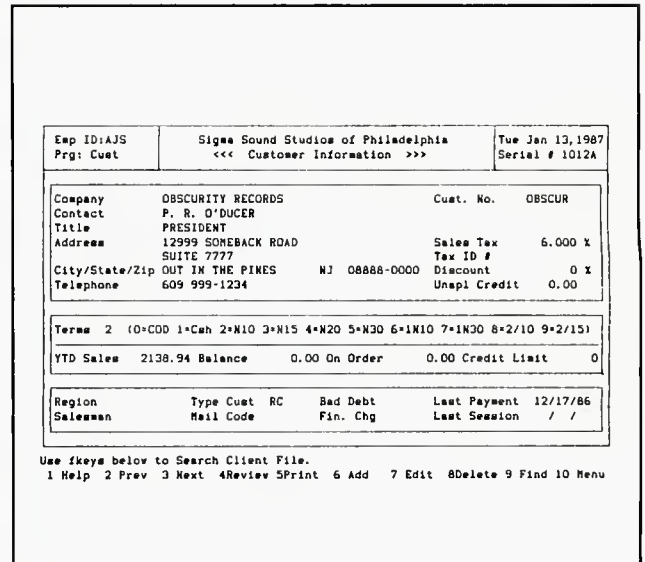 Emp ID:AJS Sigma Sound Studios of Philadelphia Tue Jan 13,1987
Prg: Cust <<< Customer Information >>> Serial # 1012A
Company OBSCURITY RECORDS Cust. No. OBSCUR
Contact P. R. O'DUCER
Title PRESIDENT
Address 12999 SOMEBACK ROAD Sales Tax 6.000 %
SUITE 7777 Tax ID #
City/State/Zip OUT IN THE PINES NJ 08888-0000 Discount 0 %
Telephone 609 999-1234 Unapl Credit 0.00
Terms 2 (0=COD 1=Csh 2=N10 3=N15 4=N20 5=N30 6=1N10 7=1N30 8=2/10 9=2/15)
YTD Sales 2138.94 Balance 0.00 On Order 0.00 Credit Limit 0
Region Type Cust RC Bad Debt Last Payment 12/17/86
Salesman Mail Code Fin. Chg Last Session / /
Use fkeys below to Search Client File.
1 Help 2 Prev 3 Next 4Review 5Print 6 Add 7 Edit 8Delete 9 Find 10 Menu